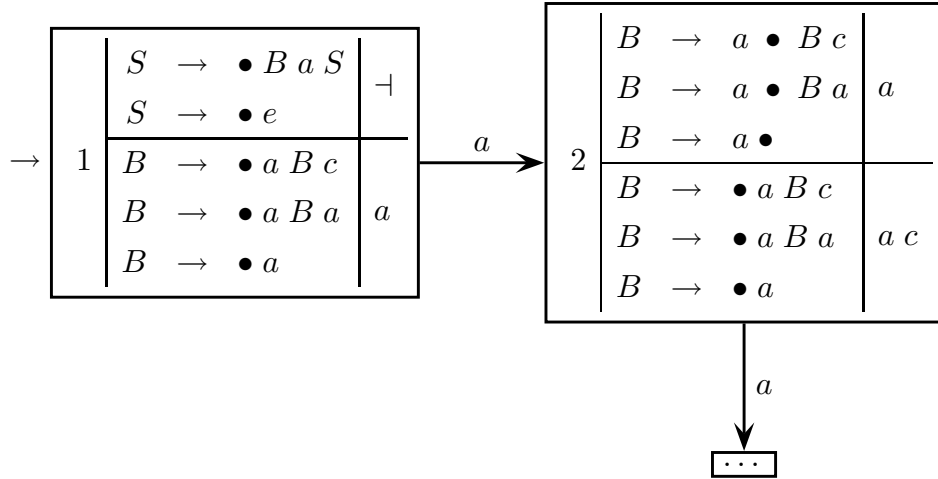 S → • B a S
S → • e
⊣
B → • a B c
B → • a B a
B → • a
a
→ 1
a
B → a • B c
B → a • B a
B → a •
a
2
B → • a B c
B → • a B a
B → • a
a c
a
...